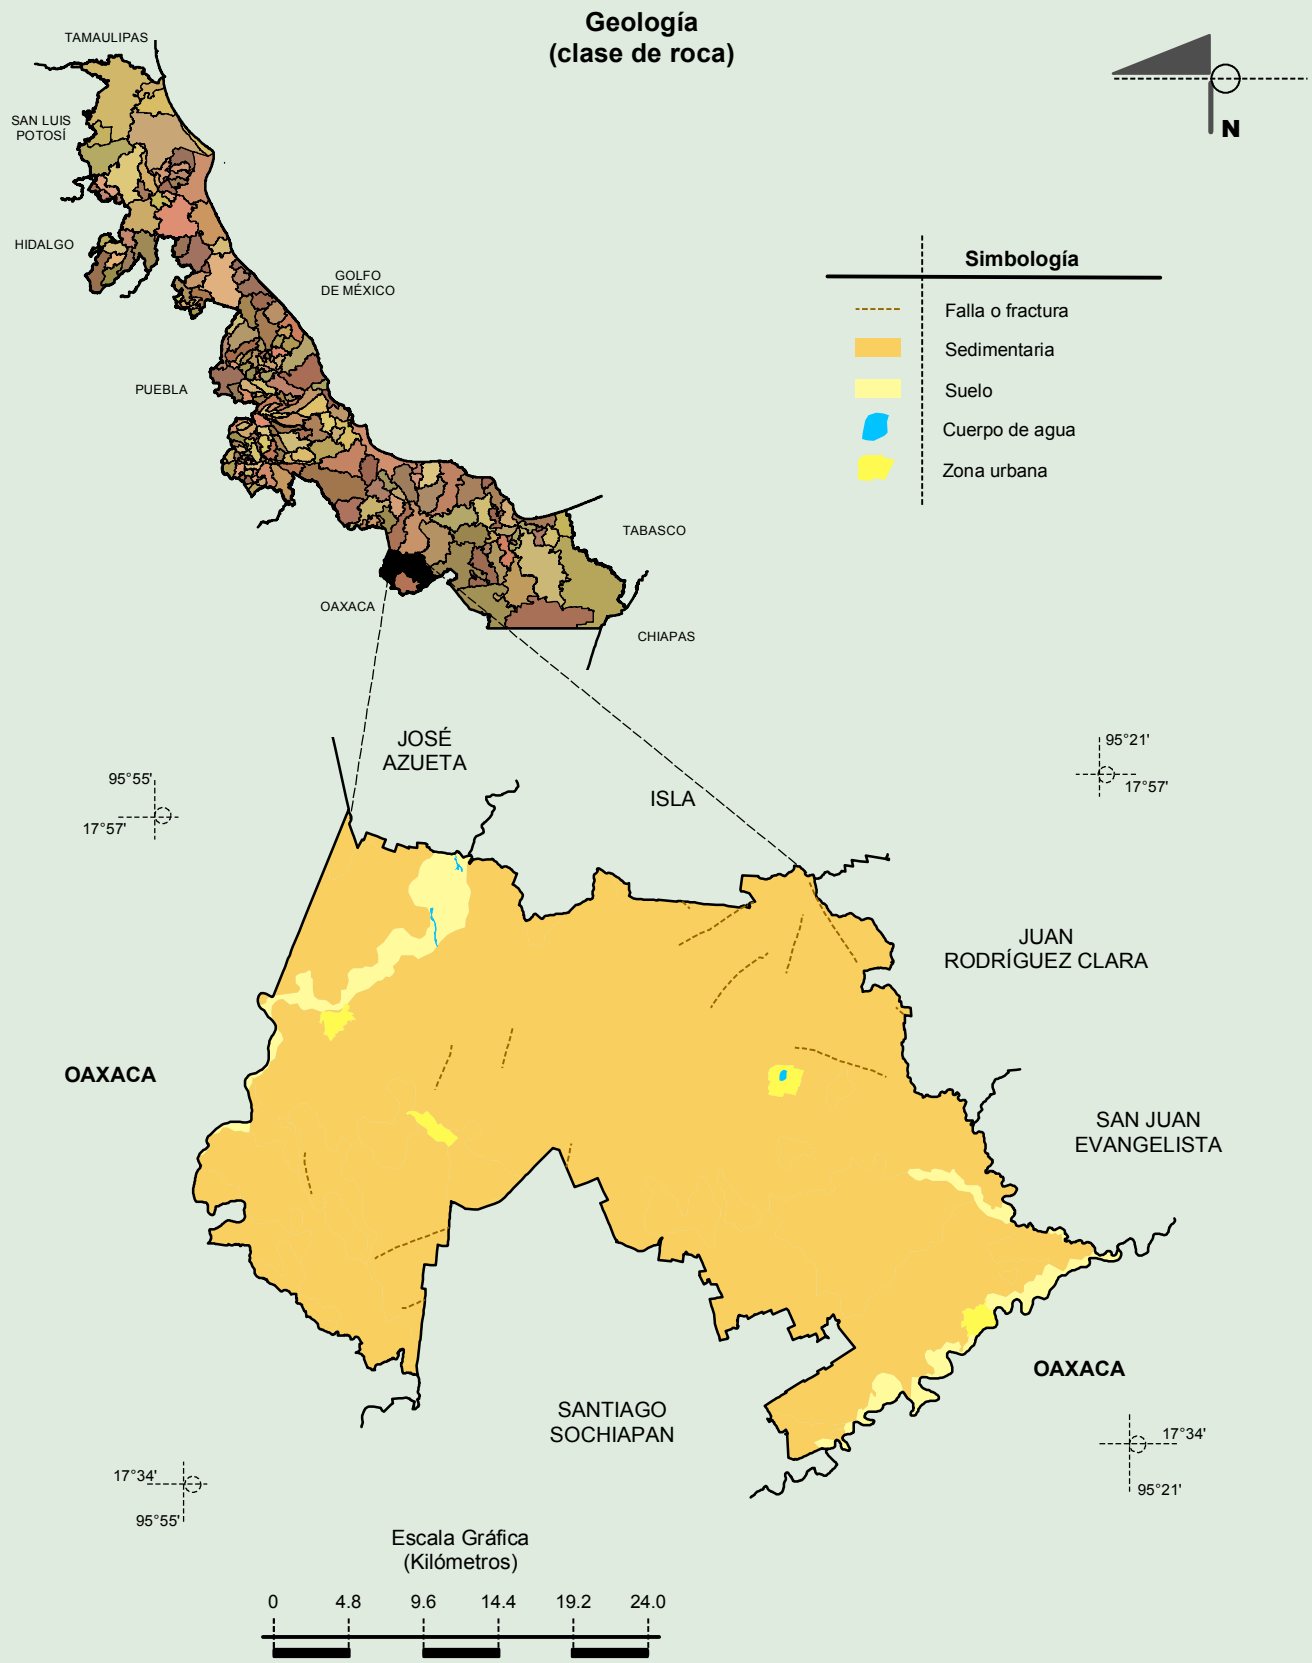 Geología
(clase de roca)
TAMAULIPAS
SAN LUIS
POTOSÍ
HIDALGO
GOLFO
DE MÉXICO
PUEBLA
TABASCO
OAXACA
CHIAPAS
N
Simbología
Falla o fractura
Sedimentaria
Suelo
Cuerpo de agua
Zona urbana
JOSÉ
AZUETA
ISLA
95°55'
17°57'
95°21'
17°57'
JUAN
RODRÍGUEZ CLARA
OAXACA
SAN JUAN
EVANGELISTA
OAXACA
SANTIAGO
SOCHIAPAN
17°34'
95°55'
17°34'
95°21'
Escala Gráfica
(Kilómetros)
0 4.8 9.6 14.4 19.2 24.0